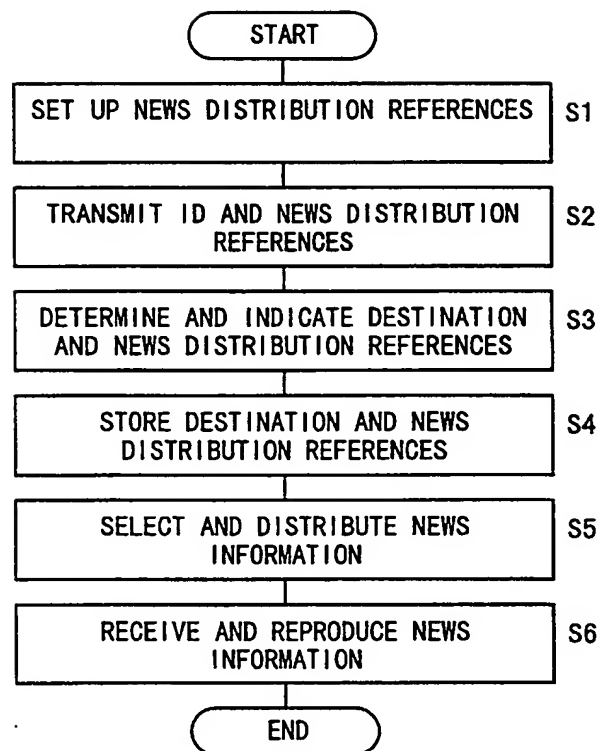 START
SET UP NEWS DISTRIBUTION REFERENCES
S1
TRANSMIT ID AND NEWS DISTRIBUTION
REFERENCES
S2
DETERMINE AND INDICATE DESTINATION
AND NEWS DISTRIBUTION REFERENCES
S3
STORE DESTINATION AND NEWS
DISTRIBUTION REFERENCES
S4
SELECT AND DISTRIBUTE NEWS
INFORMATION
S5
RECEIVE AND REPRODUCE NEWS
INFORMATION
S6
END